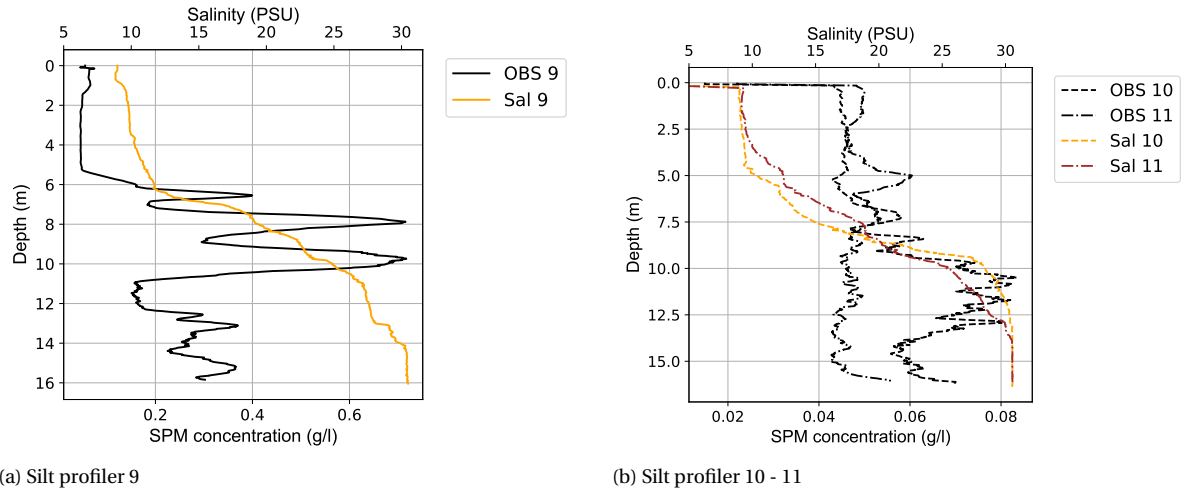 Salinity (PSU)
5 10 15 20 25 30
0
2
4
6
8
10
12
14
16
Depth (m)
0.2 0.4 0.6
SPM concentration (g/l)
OBS 9
Sal 9
(a) Silt profiler 9
Salinity (PSU)
5 10 15 20 25 30
0.0
2.5
5.0
7.5
10.0
12.5
15.0
Depth (m)
0.02 0.04 0.06 0.08
SPM concentration (g/l)
OBS 10
OBS 11
Sal 10
Sal 11
(b) Silt profiler 10 - 11